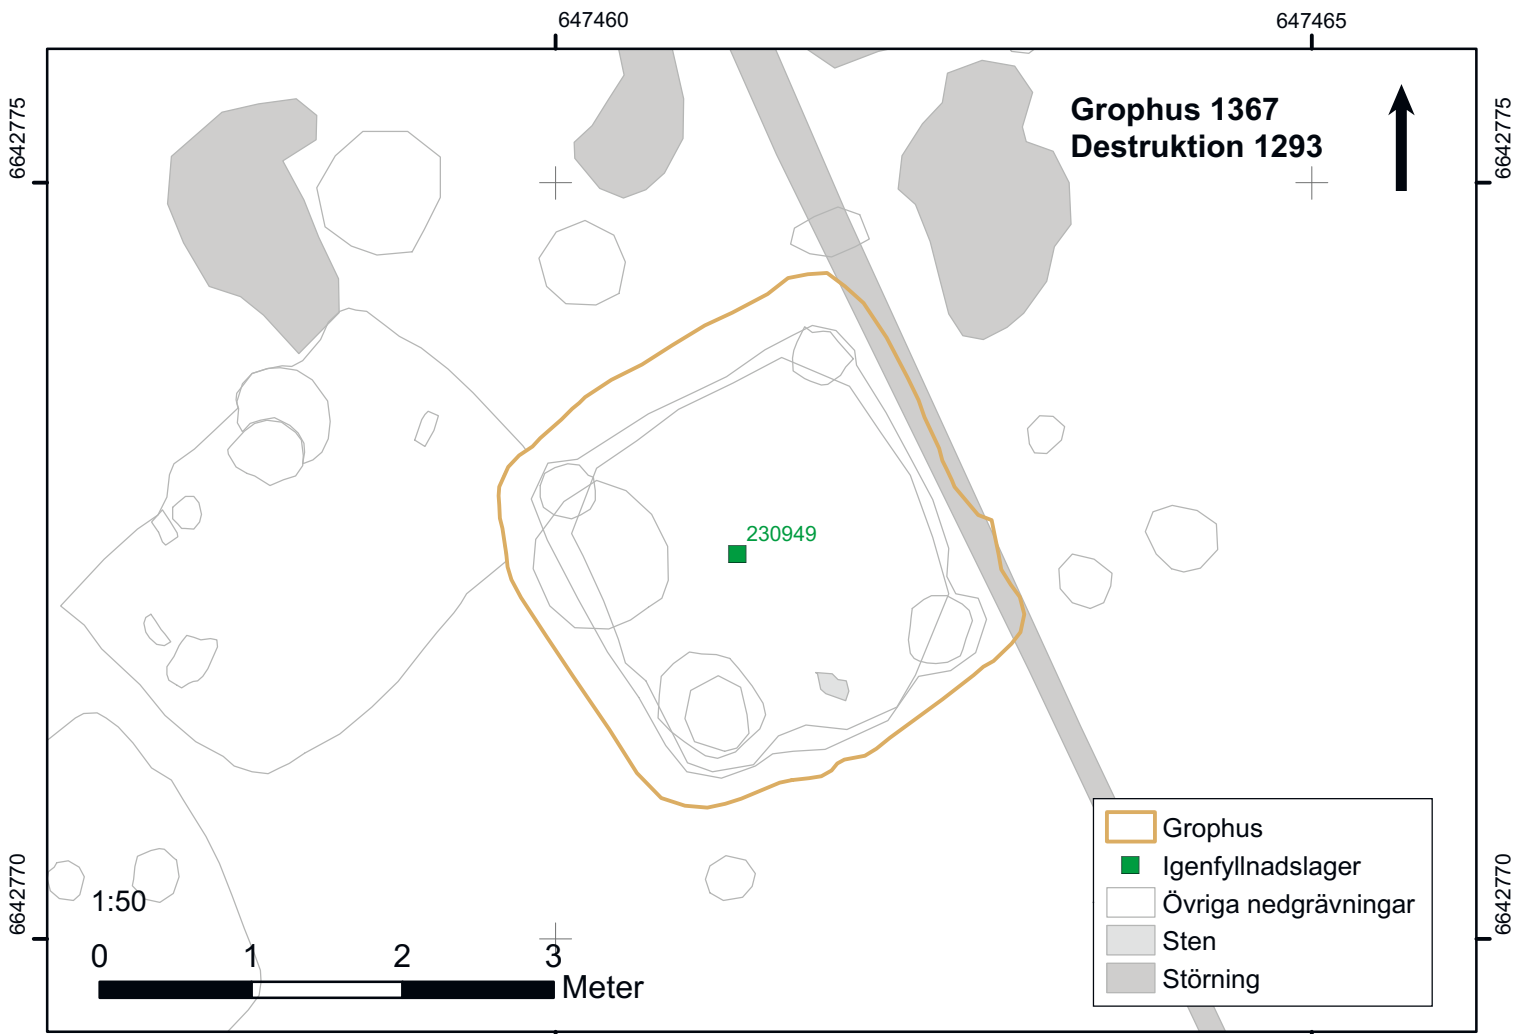 647460
647465
6642775
6642775
Grophus 1367
Destruktion 1293
230949
Grophus
Igenfyllnadslager
Övriga nedgrävningar
Sten
Störning
6642770
6642770
1:50
0 1 2 3
Meter